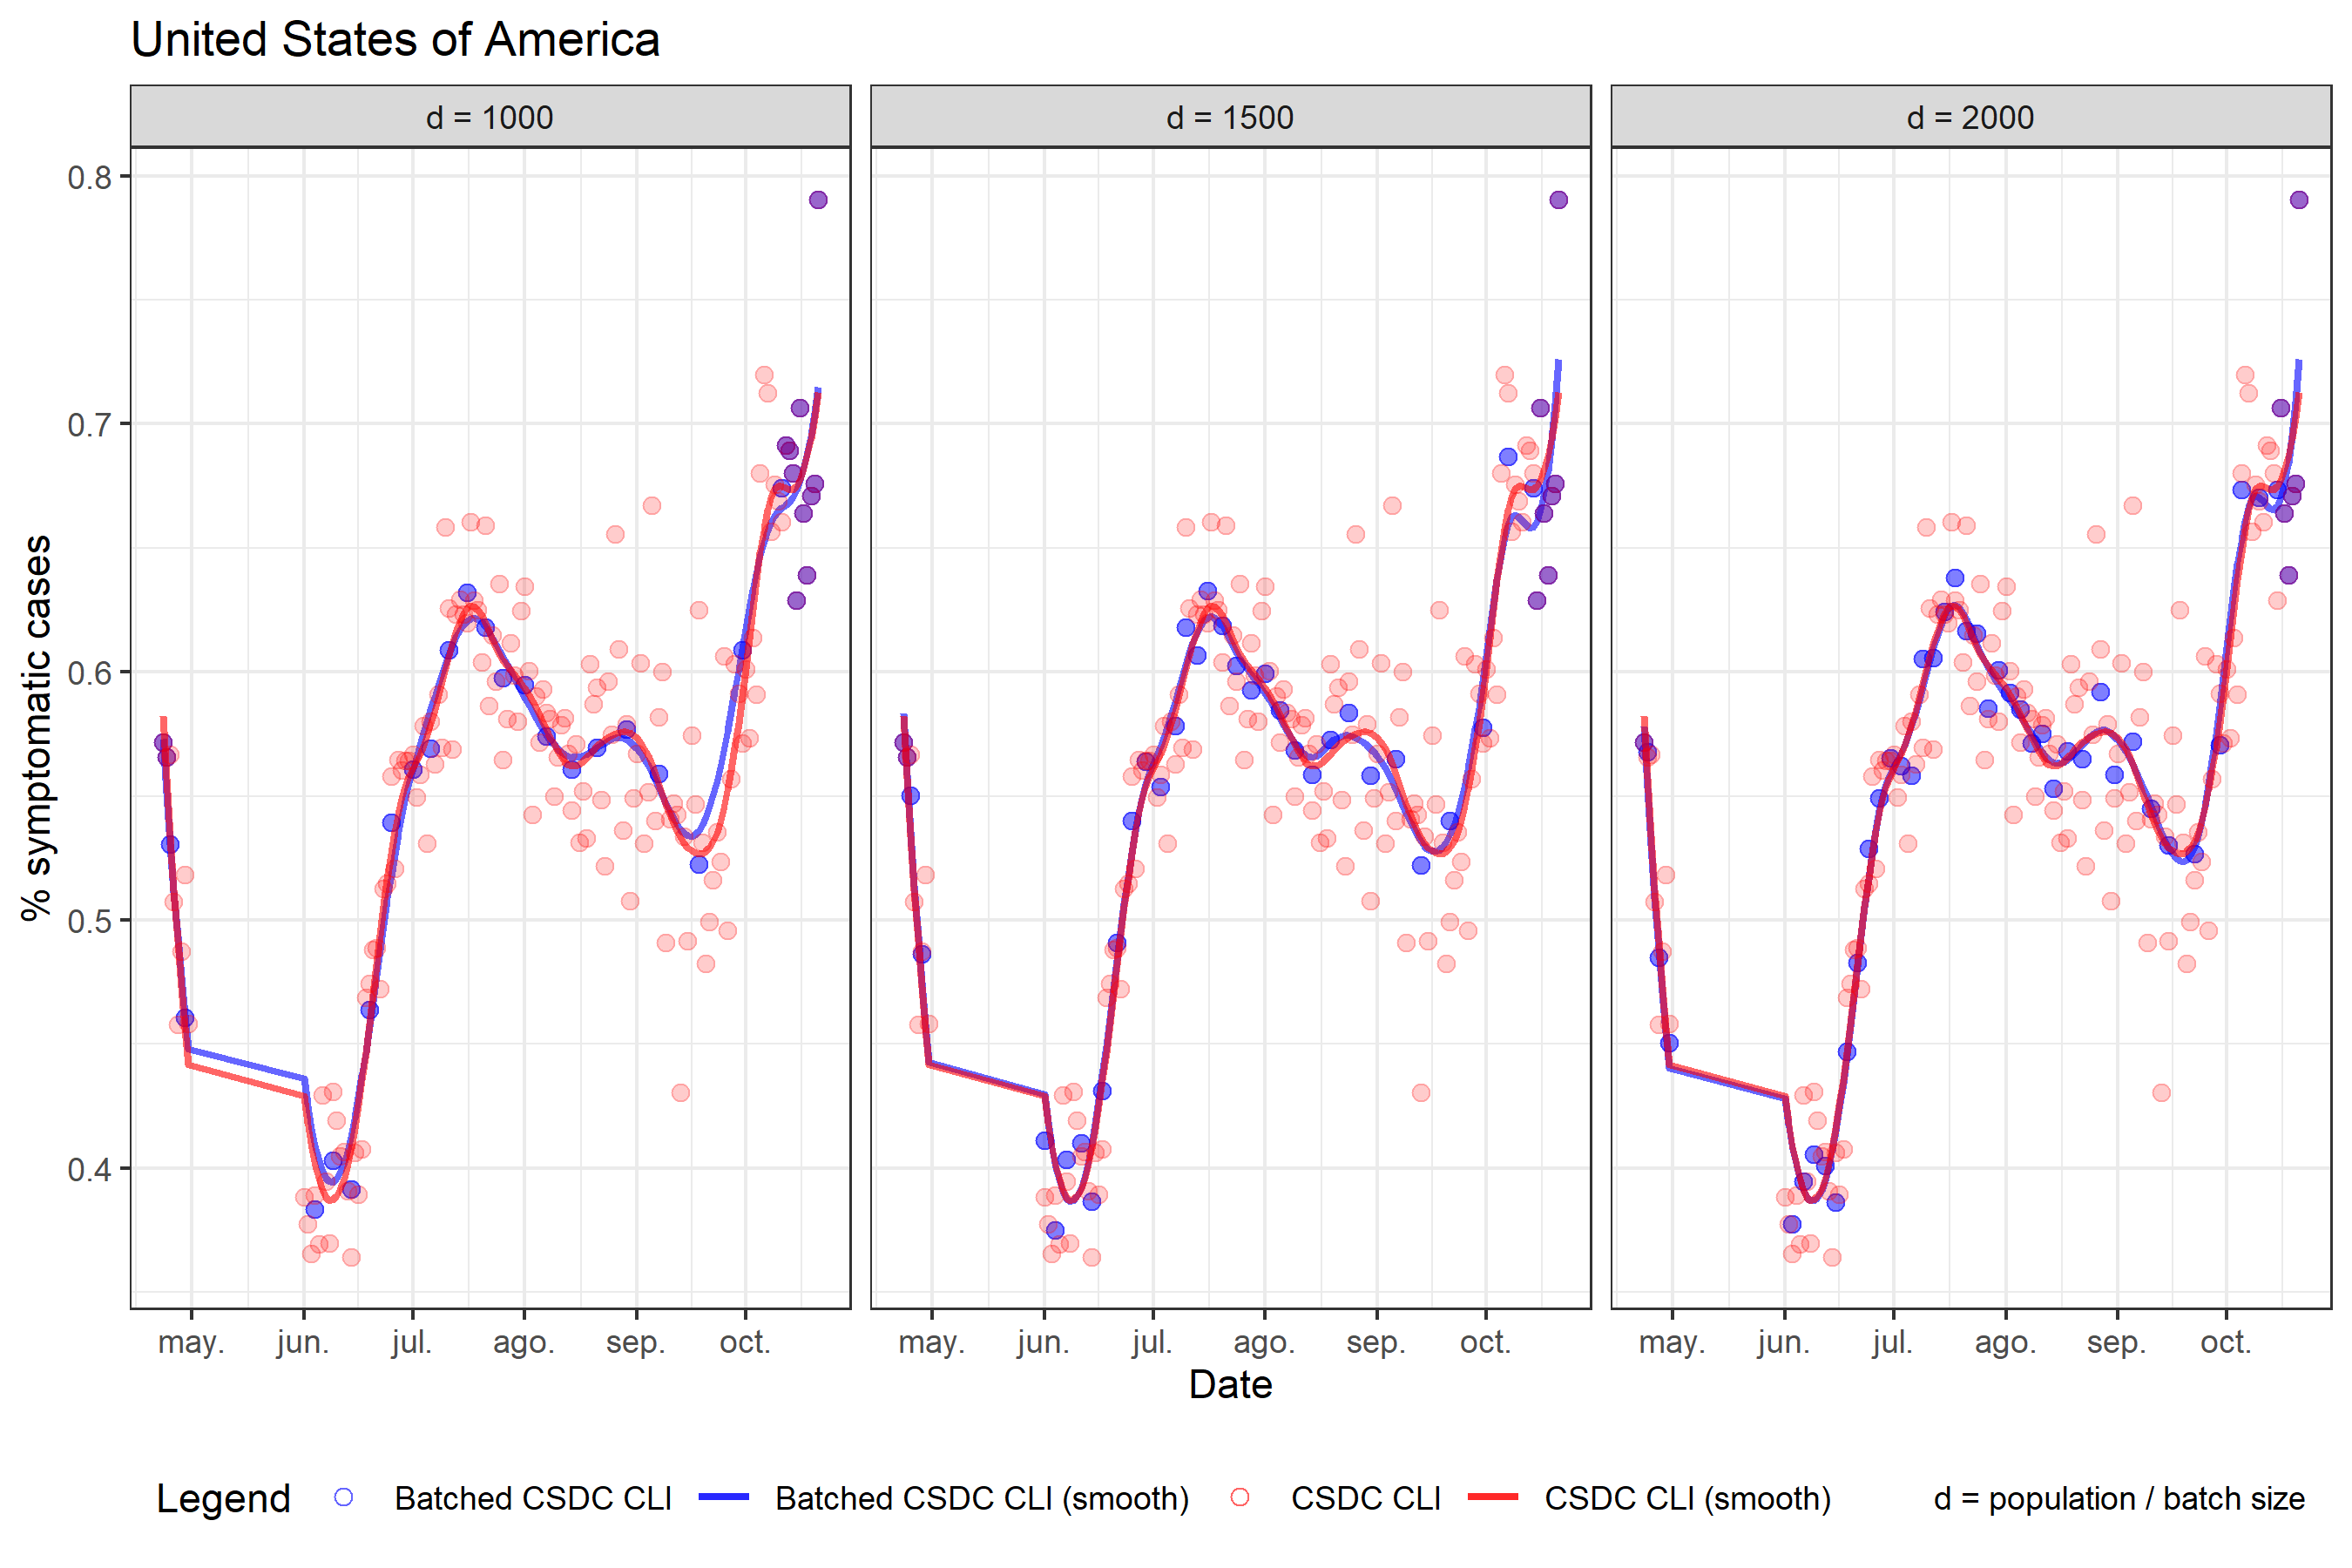 United States of America
d = 1000
d = 1500
d = 2000
% symptomatic cases
0.8
0.7
0.6
0.5
0.4
may. jun. jul. ago. sep. oct.
may. jun. jul. ago. sep. oct.
may. jun. jul. ago. sep. oct.
Date
Legend Batched CSDC CLI Batched CSDC CLI (smooth) CSDC CLI CSDC CLI (smooth) d = population / batch size